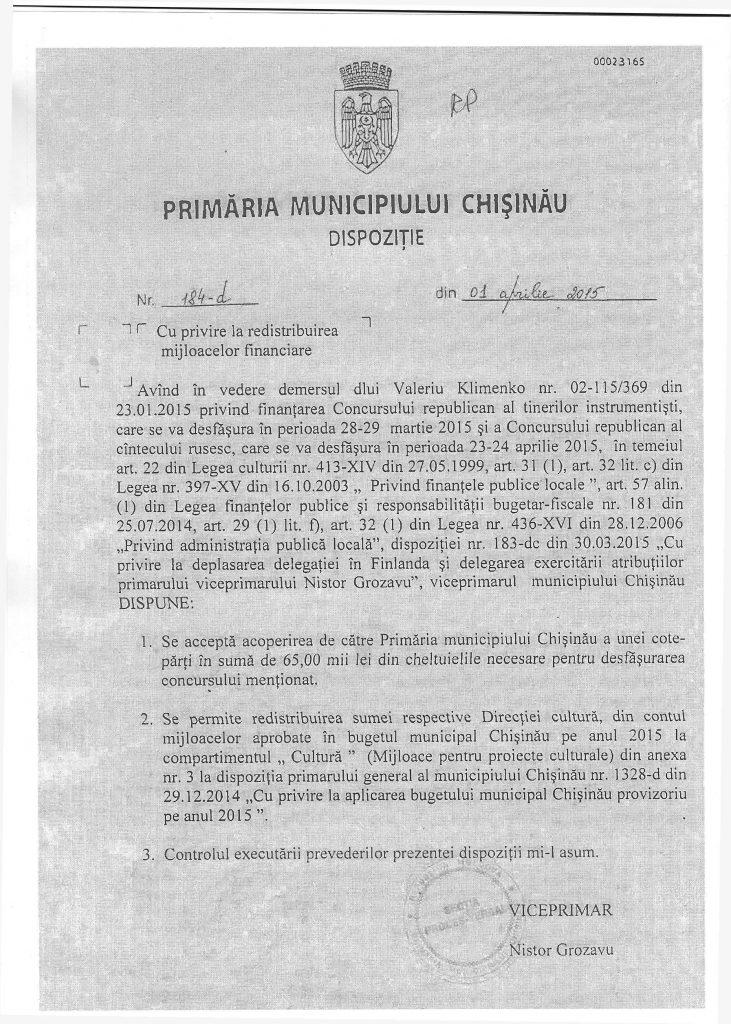 00023165
RP
PRIMĂRIA MUNICIPIULUI CHIŞINĂU
DISPOZIŢIE
Nr. 184-d din 01 aprilie 2015
Cu privire la redistribuirea
mijloacelor financiare
Avînd în vedere demersul dlui Valeriu Klimenko nr. 02-115/369 din
23.01.2015 privind finanţarea Concursului republican al tinerilor instrumentişti,
care se va desfăşura în perioada 28-29 martie 2015 şi a Concursului republican al
cîntecului rusesc, care se va desfăşura în perioada 23-24 aprilie 2015, în temeiul
art. 22 din Legea culturii nr. 413-XIV din 27.05.1999, art. 31 (1), art. 32 lit. c) din
Legea nr. 397-XV din 16.10.2003 „ Privind finanţele publice locale ”, art. 57 alin.
(1) din Legea finanţelor publice şi responsabilităţii bugetar-fiscale nr. 181 din
25.07.2014, art. 29 (1) lit. f), art. 32 (1) din Legea nr. 436-XVI din 28.12.2006
„Privind administraţia publică locală”, dispoziţiei nr. 183-dc din 30.03.2015 „Cu
privire la deplasarea delegaţiei în Finlanda şi delegarea exercitării atribuţiilor
primarului viceprimarului Nistor Grozavu”, viceprimarul municipiului Chişinău
DISPUNE:
1. Se acceptă acoperirea de către Primăria municipiului Chişinău a unei cote-
părţi în sumă de 65,00 mii lei din cheltuielile necesare pentru desfăşurarea
concursului menţionat.
2. Se permite redistribuirea sumei respective Direcţiei cultură, din contul
mijloacelor aprobate în bugetul municipal Chişinău pe anul 2015 la
compartimentul „ Cultură ” (Mijloace pentru proiecte culturale) din anexa
nr. 3 la dispoziţia primarului general al municipiului Chişinău nr. 1328-d din
29.12.2014 „Cu privire la aplicarea bugetului municipal Chişinău provizoriu
pe anul 2015 ”.
3. Controlul executării prevederilor prezentei dispoziţii mi-l asum.
VICEPRIMAR
Nistor Grozavu